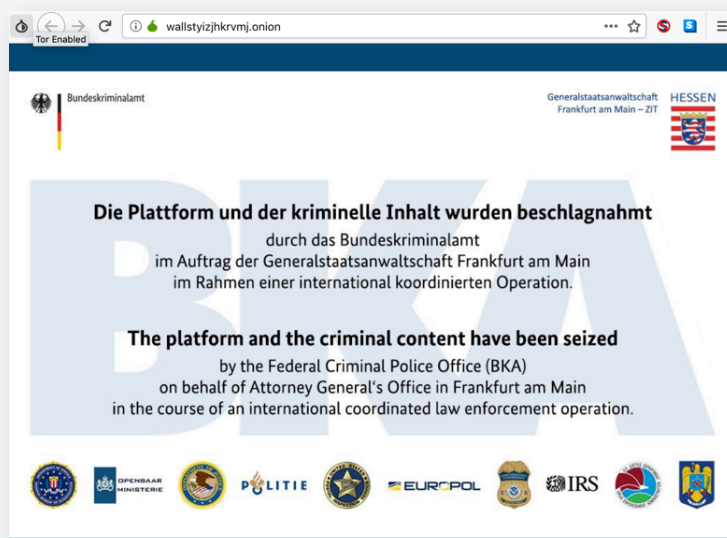 wallstyizjhkrvmj.onion
Tor Enabled
Bundeskriminalamt
Generalstaatsanwaltschaft
Frankfurt am Main – ZIT
HESSEN
BKA
Die Plattform und der kriminelle Inhalt wurden beschlagnahmt
durch das Bundeskriminalamt
im Auftrag der Generalstaatsanwaltschaft Frankfurt am Main
im Rahmen einer international koordinierten Operation.
The platform and the criminal content have been seized
by the Federal Criminal Police Office (BKA)
on behalf of Attorney General's Office in Frankfurt am Main
in the course of an international coordinated law enforcement operation.
OPENBAAR
MINISTERIE
POLITIE
EUROPOL
IRS